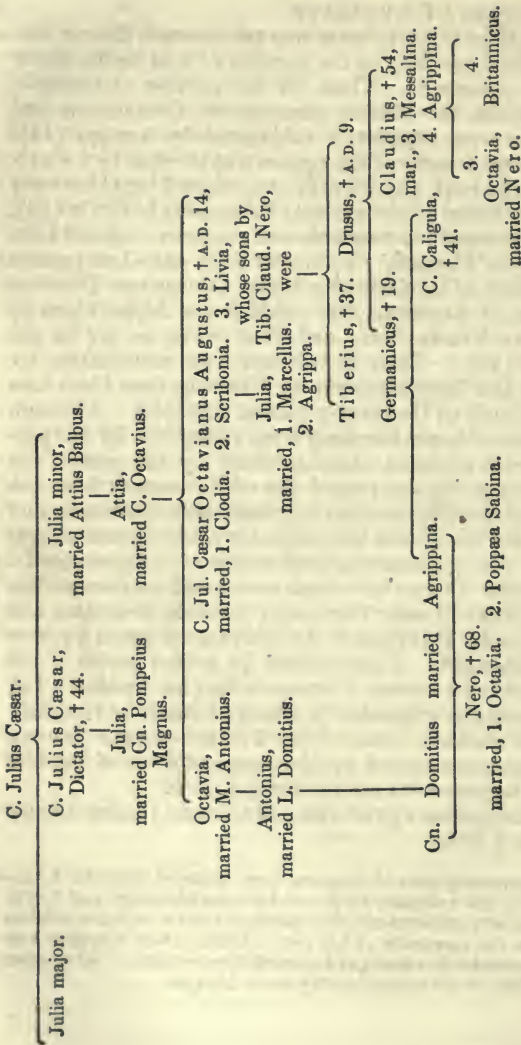 C. Julius Cæsar.
Julia major.
C. Julius Cæsar,
Dictator, † 44.
Julia minor,
married Attius Balbus.
Julia,
married Cn. Pompeius
Magnus.
Attia,
married C. Octavius.
Octavia,
married M. Antonius.
C. Jul. Cæsar Octavianus Augustus, † A. D. 14,
married, 1. Clodia. 2. Scribonia. 3. Livia,
Antonius,
married L. Domitius.
Julia,
married, 1. Marcellus.
2. Agrippa.
whose sons by
Tib. Claud. Nero,
were
Tiberius, † 37. Drusus, † A. D. 9.
Germanicus, † 19.
Claudius, † 54,
mar., 3. Messalina.
4. Agrippina.
Cn. Domitius married Agrippina.
C. Caligula,
† 41.
3. 4.
Octavia, Britannicus.
married Nero.
Nero, † 68.
married, 1. Octavia. 2. Poppæa Sabina.